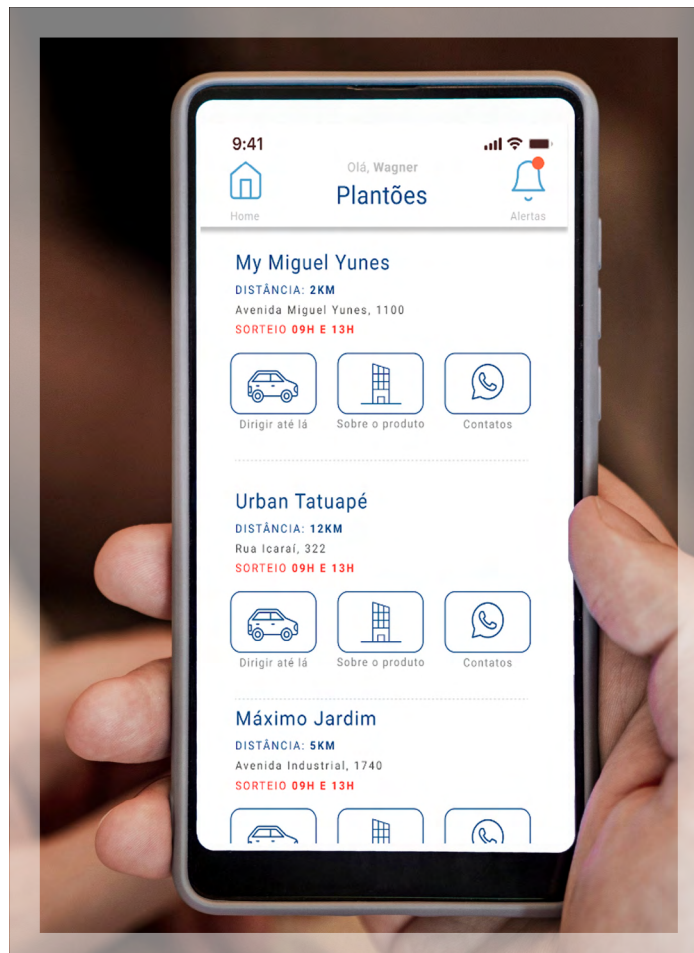 9:41
Olá, Wagner
Plantões
Home
Alertas
My Miguel Yunes
DISTÂNCIA: 2KM
Avenida Miguel Yunes, 1100
SORTEIO 09H E 13H
Dirigir até lá
Sobre o produto
Contatos
Urban Tatuapé
DISTÂNCIA: 12KM
Rua Icaraí, 322
SORTEIO 09H E 13H
Dirigir até lá
Sobre o produto
Contatos
Máximo Jardim
DISTÂNCIA: 5KM
Avenida Industrial, 1740
SORTEIO 09H E 13H